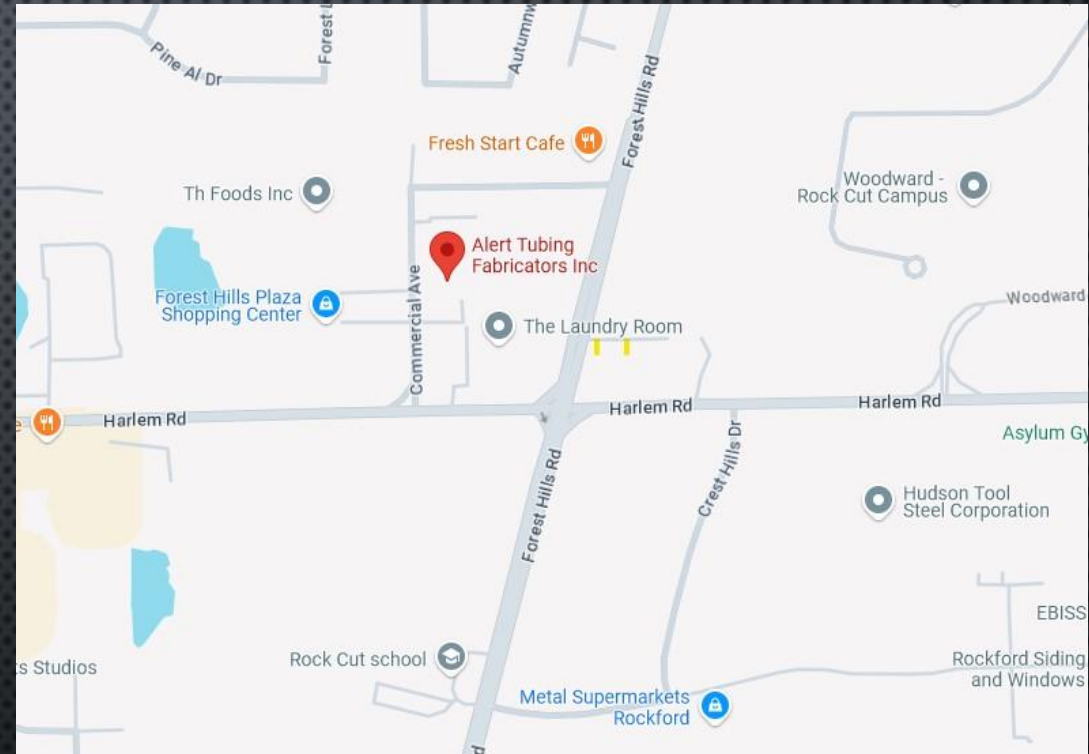 Pine Al Dr
Forest
Forest Hills Rd
Fresh Start Cafe
Th Foods Inc
Woodward -
Rock Cut Campus
Alert Tubing
Fabricators Inc
Commercial Ave
Forest Hills Plaza
Shopping Center
Woodward
The Laundry Room
Harlem Rd
Harlem Rd
Harlem Rd
Asylum Gy
Crest Hills Dr
Forest Hills Rd
Hudson Tool
Steel Corporation
EBISS
Rock Cut school
Rockford Siding
and Windows
ts Studios
Metal Supermarkets
Rockford